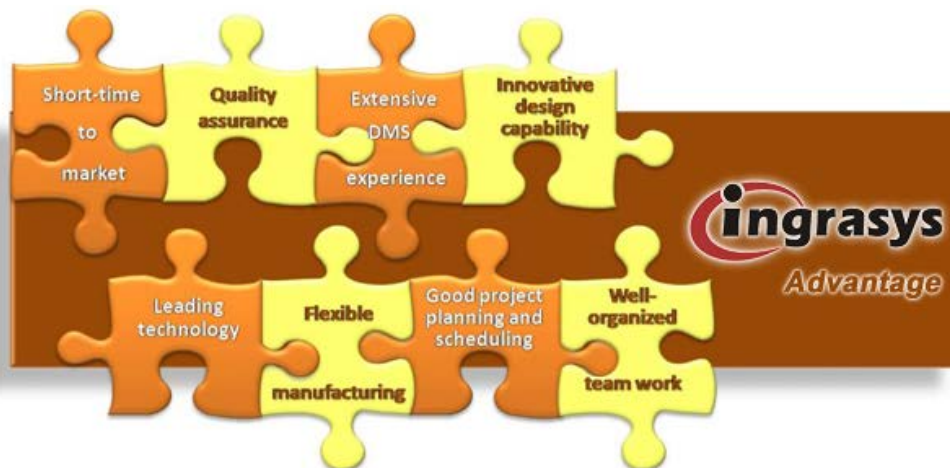 Short-time
to
market
Quality
assurance
Extensive
DMS
experience
Innovative
design
capability
ingrasys
Advantage
Leading
technology
Flexible
manufacturing
Good project
planning and
scheduling
Well-
organized
team work